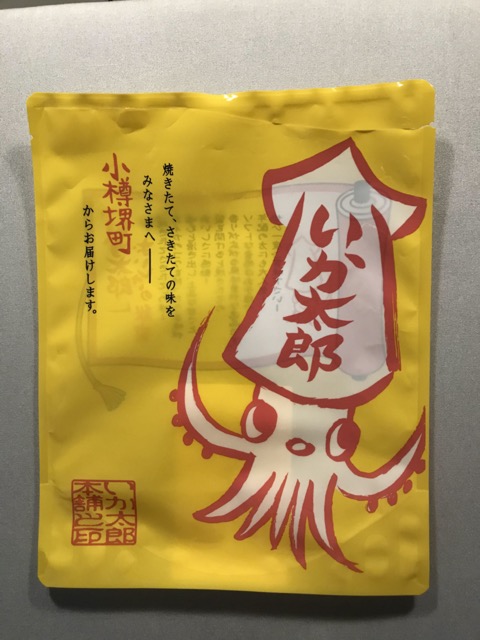 いか太郎
焼きたて、さきたての味を
みなさまへ――
小樽堺町
からお届けします。
いか太郎
本舗之印